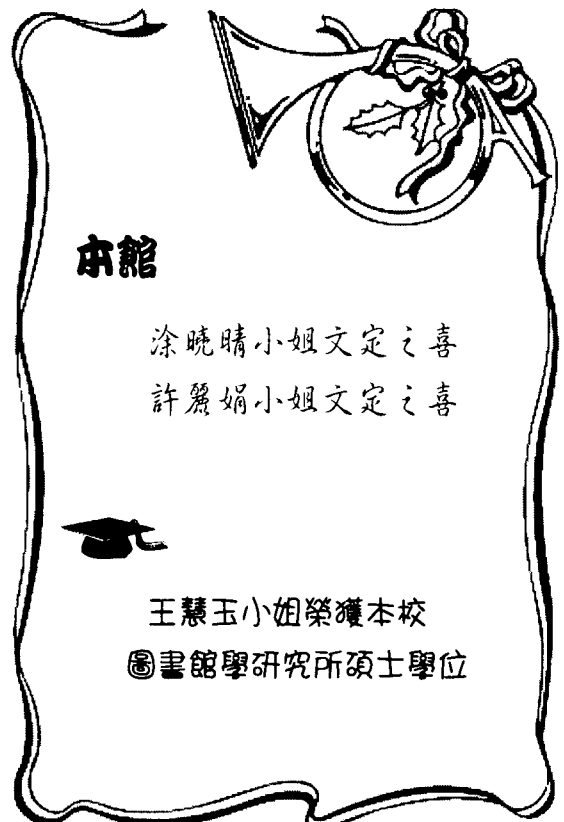 本館
涂曉晴小姐文定之喜
許麗娟小姐文定之喜
王慧玉小姐榮獲本校
圖書館學研究所碩士學位